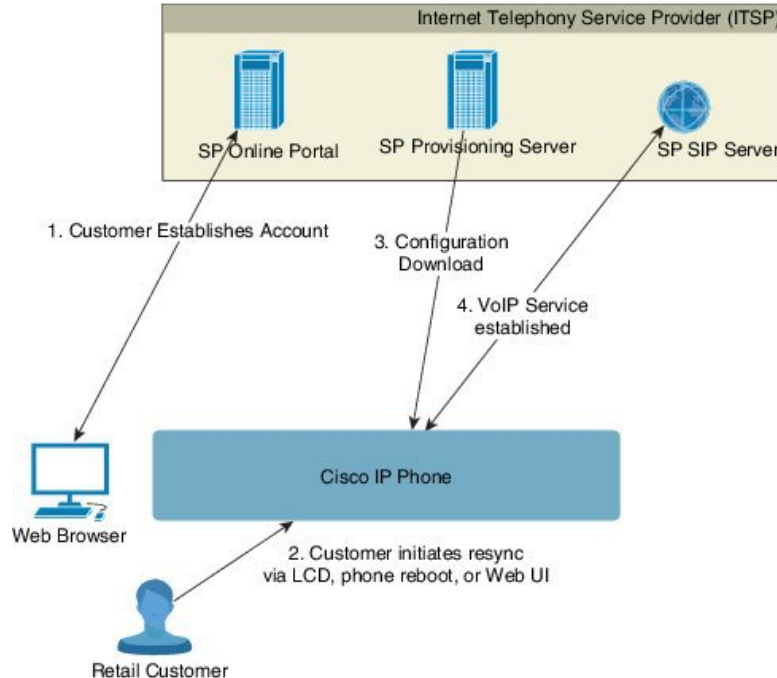 Internet Telephony Service Provider (ITSP)
SP Online Portal
SP Provisioning Server
SP SIP Server
1. Customer Establishes Account
3. Configuration
Download
4. VoIP Service
established
Cisco IP Phone
Web Browser
2. Customer initiates resync
via LCD, phone reboot, or Web UI
Retail Customer